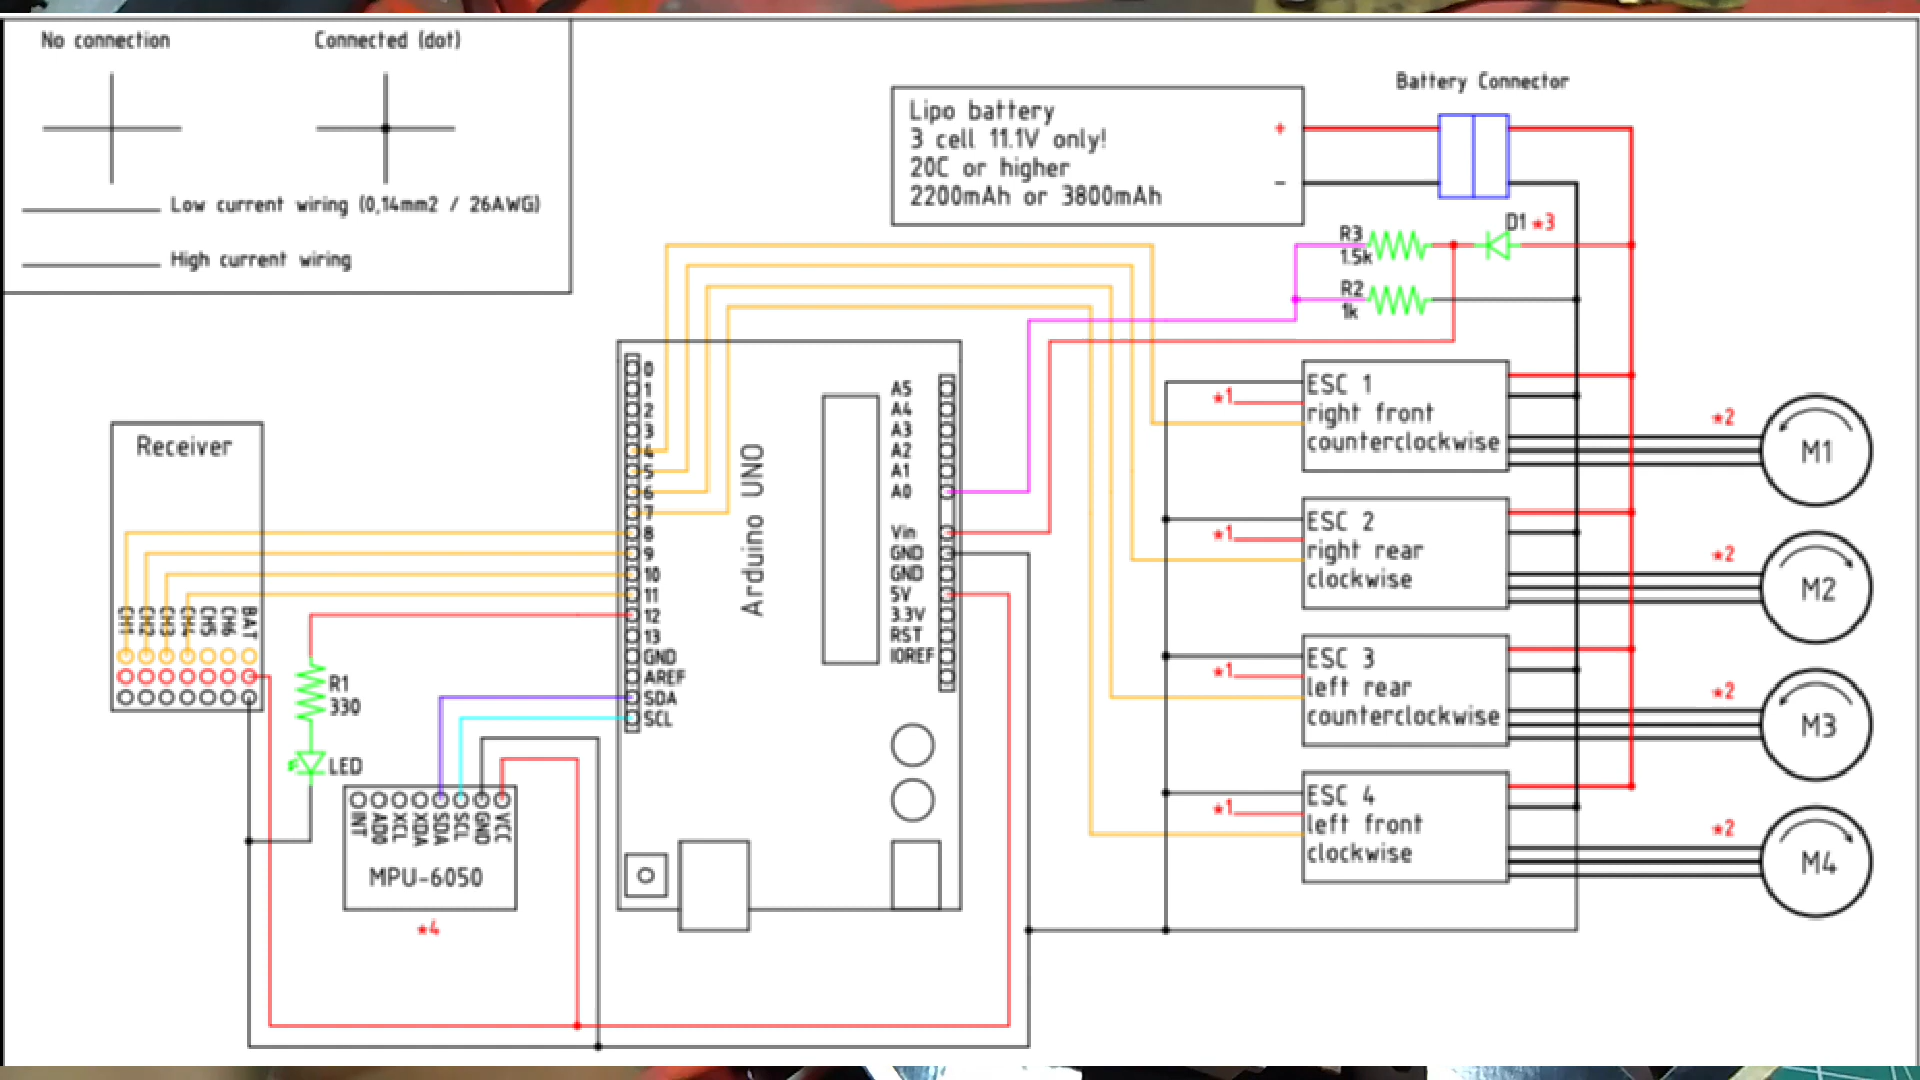 No connection
Connected (dot)
Low current wiring (0,14mm2 / 26AWG)
High current wiring
Battery Connector
Lipo battery
3 cell 11.1V only!
20C or higher
2200mAh or 3800mAh
+
-
D1 *3
R3
1.5k
R2
1k
Receiver
CH1
CH2
CH3
CH4
CH5
CH6
BAT
R1
330
LED
INT
AD0
XCL
XDA
SDA
SCL
GND
VCC
MPU-6050
*4
0
1
2
3
4
5
6
7
8
9
10
11
12
13
GND
AREF
SDA
SCL
Arduino UNO
A5
A4
A3
A2
A1
A0
Vin
GND
GND
5V
3.3V
RST
IOREF
*1
ESC 1
right front
counterclockwise
*2
M1
*1
ESC 2
right rear
clockwise
*2
M2
*1
ESC 3
left rear
counterclockwise
*2
M3
*1
ESC 4
left front
clockwise
*2
M4